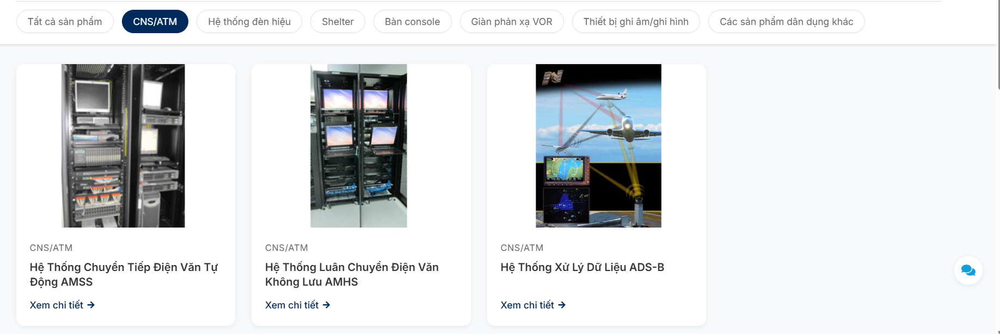 Tất cả sản phẩm
CNS/ATM
Hệ thống đèn hiệu
Shelter
Bàn console
Giàn phản xạ VOR
Thiết bị ghi âm/ghi hình
Các sản phẩm dân dụng khác
CNS/ATM
Hệ Thống Chuyển Tiếp Điện Văn Tự
Động AMSS
Xem chi tiết →
CNS/ATM
Hệ Thống Luân Chuyển Điện Văn
Không Lưu AMHS
Xem chi tiết →
CNS/ATM
Hệ Thống Xử Lý Dữ Liệu ADS-B
Xem chi tiết →